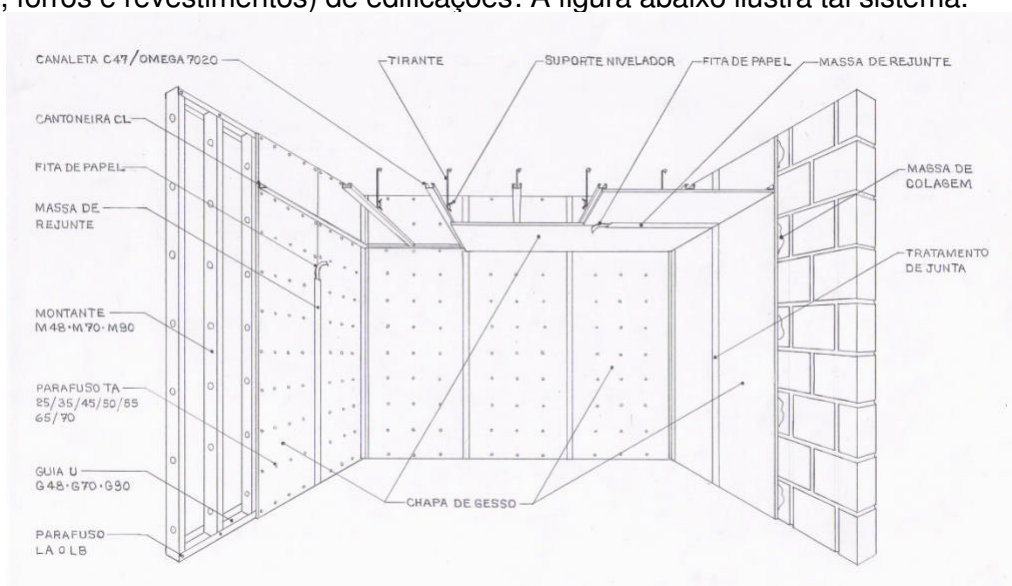 , forros e revestimentos) de edificações. A figura abaixo ilustra tal sistema.
CANALETA C47/OMEGA 7020
TIRANTE
SUPORTE NIVELADOR
FITA DE PAPEL
MASSA DE REJUNTE
CANTONEIRA CL
FITA DE PAPEL
MASSA DE
REJUNTE
MONTANTE
M48·M70·M90
PARAFUSO TA
25/35/45/50/55
65/70
GUIA U
G48·G70·G90
PARAFUSO
LA O LB
CHAPA DE GESSO
MASSA DE
COLAGEM
TRATAMENTO
DE JUNTA